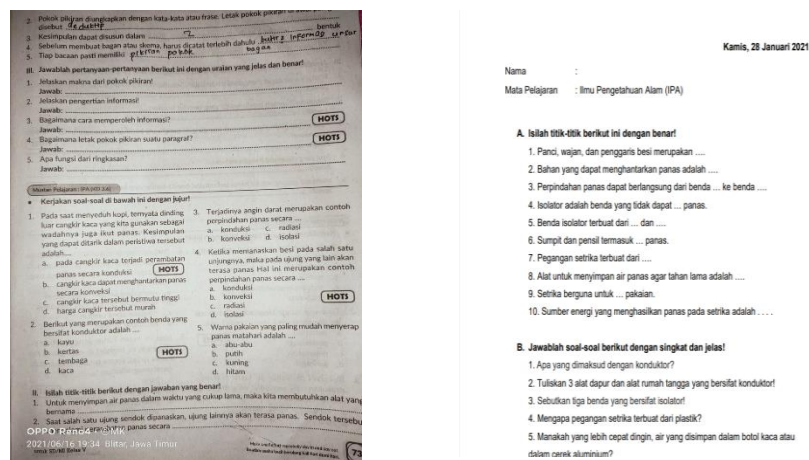 2. Pokok pikiran diungkapkan dengan kata-kata atau frase. Letak pokok pikiran
disebut
3. Kesimpulan dapat disusun dalam bentuk
4. Sebelum membuat bagan atau skema, harus dicatat terlebih dahulu
5. Tiap bacaan pasti memiliki pikiran pokok
III. Jawablah pertanyaan-pertanyaan berikut ini dengan uraian yang jelas dan benar!
1. Jelaskan makna dari pokok pikiran!
Jawab:
2. Jelaskan pengertian informasi!
Jawab:
3. Bagaimana cara memperoleh informasi? HOTS
Jawab:
4. Bagaimana letak pokok pikiran suatu paragraf? HOTS
Jawab:
5. Apa fungsi dari ringkasan?
Jawab:
Muatan Pelajaran : IPA
• Kerjakan soal-soal di bawah ini dengan jujur!
1. Pada saat menyeduh kopi, ternyata dinding
luar cangkir kaca yang kita gunakan sebagai
wadahnya juga ikut panas. Kesimpulan
yang dapat ditarik dalam peristiwa tersebut
adalah....
a. pada cangkir kaca terjadi perambatan
panas secara konduksi HOTS
b. cangkir kaca dapat menghantarkan panas
secara konveksi
c. cangkir kaca tersebut bermutu tinggi
d. harga cangkir tersebut murah
2. Berikut yang merupakan contoh benda yang
bersifat konduktor adalah ....
a. kayu
b. kertas HOTS
c. tembaga
d. kaca
3. Terjadinya angin darat merupakan contoh
perpindahan panas secara ...
a. konduksi c. radiasi
b. konveksi d. isolasi
4. Ketika memanaskan besi pada salah satu
ujungnya, maka pada ujung yang lain akan
terasa panas. Hal ini merupakan contoh
perpindahan panas secara ....
a. konduksi
b. konveksi HOTS
c. radiasi
d. isolasi
5. Warna pakaian yang paling mudah menyerap
panas matahari adalah ....
a. abu-abu
b. putih
c. kuning
d. hitam
II. Isilah titik-titik berikut dengan jawaban yang benar!
1. Untuk menyimpan air panas dalam waktu yang cukup lama, maka kita membutuhkan alat yang
bernama
2. Saat salah satu ujung sendok dipanaskan, ujung lainnya akan terasa panas. Sendok tersebut
panas secara
OPPO Reno4
2021/06/16 19:34 Blitar, Jawa Timur
73
Kamis, 28 Januari 2021
Nama :
Mata Pelajaran : Ilmu Pengetahuan Alam (IPA)
A. Isilah titik-titik berikut ini dengan benar!
1. Panci, wajan, dan penggaris besi merupakan ....
2. Bahan yang dapat menghantarkan panas adalah ....
3. Perpindahan panas dapat berlangsung dari benda .... ke benda ....
4. Isolator adalah benda yang tidak dapat ... panas.
5. Benda isolator terbuat dari ... dan ....
6. Sumpit dan pensil termasuk ... panas.
7. Pegangan setrika terbuat dari ....
8. Alat untuk menyimpan air panas agar tahan lama adalah ....
9. Setrika berguna untuk ... pakaian.
10. Sumber energi yang menghasilkan panas pada setrika adalah . . . .
B. Jawablah soal-soal berikut dengan singkat dan jelas!
1. Apa yang dimaksud dengan konduktor?
2. Tuliskan 3 alat dapur dan alat rumah tangga yang bersifat konduktor!
3. Sebutkan tiga benda yang bersifat isolator!
4. Mengapa pegangan setrika terbuat dari plastik?
5. Manakah yang lebih cepat dingin, air yang disimpan dalam botol kaca atau
dalam cerek aluminium?